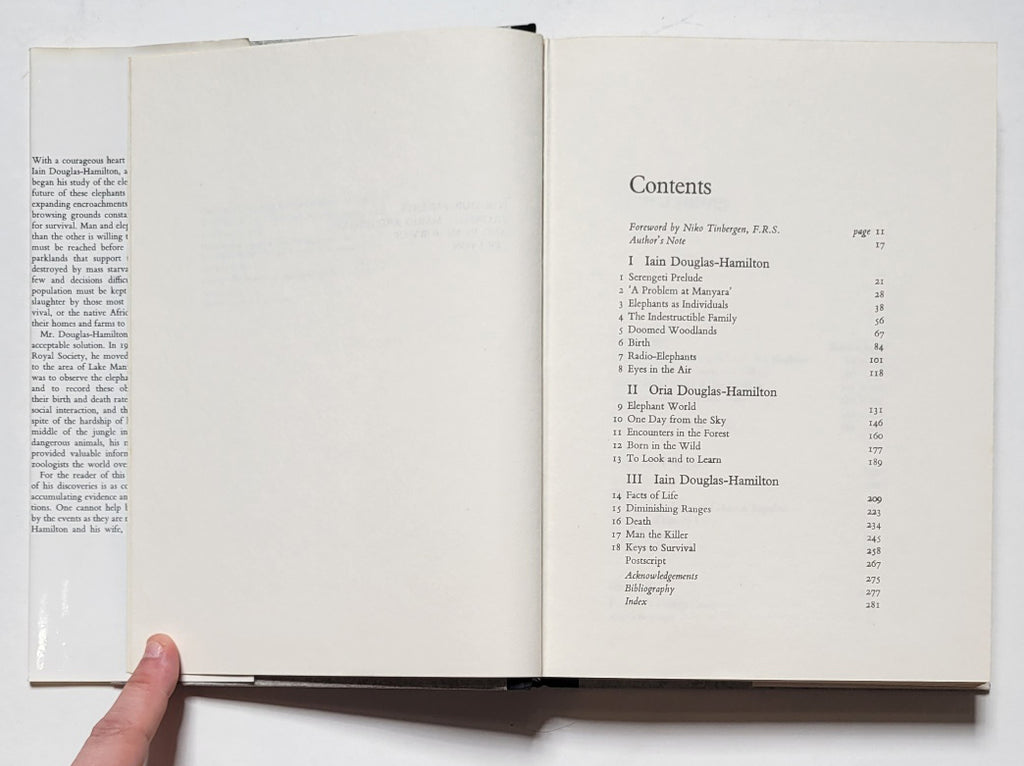 With a courageous heart
Iain Douglas-Hamilton, a
began his study of the ele
future of these elephants
expanding encroachments
browsing grounds consta
for survival. Man and elep
than the other is willing t
must be reached before
parklands that support
destroyed by mass starva
few and decisions diffic
population must be kept
slaughter by those most
vival, or the native Afric
their homes and farms to
Mr. Douglas-Hamilton
acceptable solution. In 19
Royal Society, he moved
to the area of Lake Man
was to observe the elepha
and to record these ob
their birth and death rate
social interaction, and th
spite of the hardship of
middle of the jungle in
dangerous animals, his r
provided valuable inform
zoologists the world ove
For the reader of this
of his discoveries is as co
accumulating evidence an
tions. One cannot help
by the events as they are
Hamilton and his wife,
Contents
Foreword by Niko Tinbergen, F.R.S. page 11
Author's Note 17
I Iain Douglas-Hamilton
1 Serengeti Prelude 21
2 'A Problem at Manyara' 28
3 Elephants as Individuals 38
4 The Indestructible Family 56
5 Doomed Woodlands 67
6 Birth 84
7 Radio-Elephants 101
8 Eyes in the Air 118
II Oria Douglas-Hamilton
9 Elephant World 131
10 One Day from the Sky 146
11 Encounters in the Forest 160
12 Born in the Wild 177
13 To Look and to Learn 189
III Iain Douglas-Hamilton
14 Facts of Life 209
15 Diminishing Ranges 223
16 Death 234
17 Man the Killer 245
18 Keys to Survival 258
Postscript 267
Acknowledgements 275
Bibliography 277
Index 281